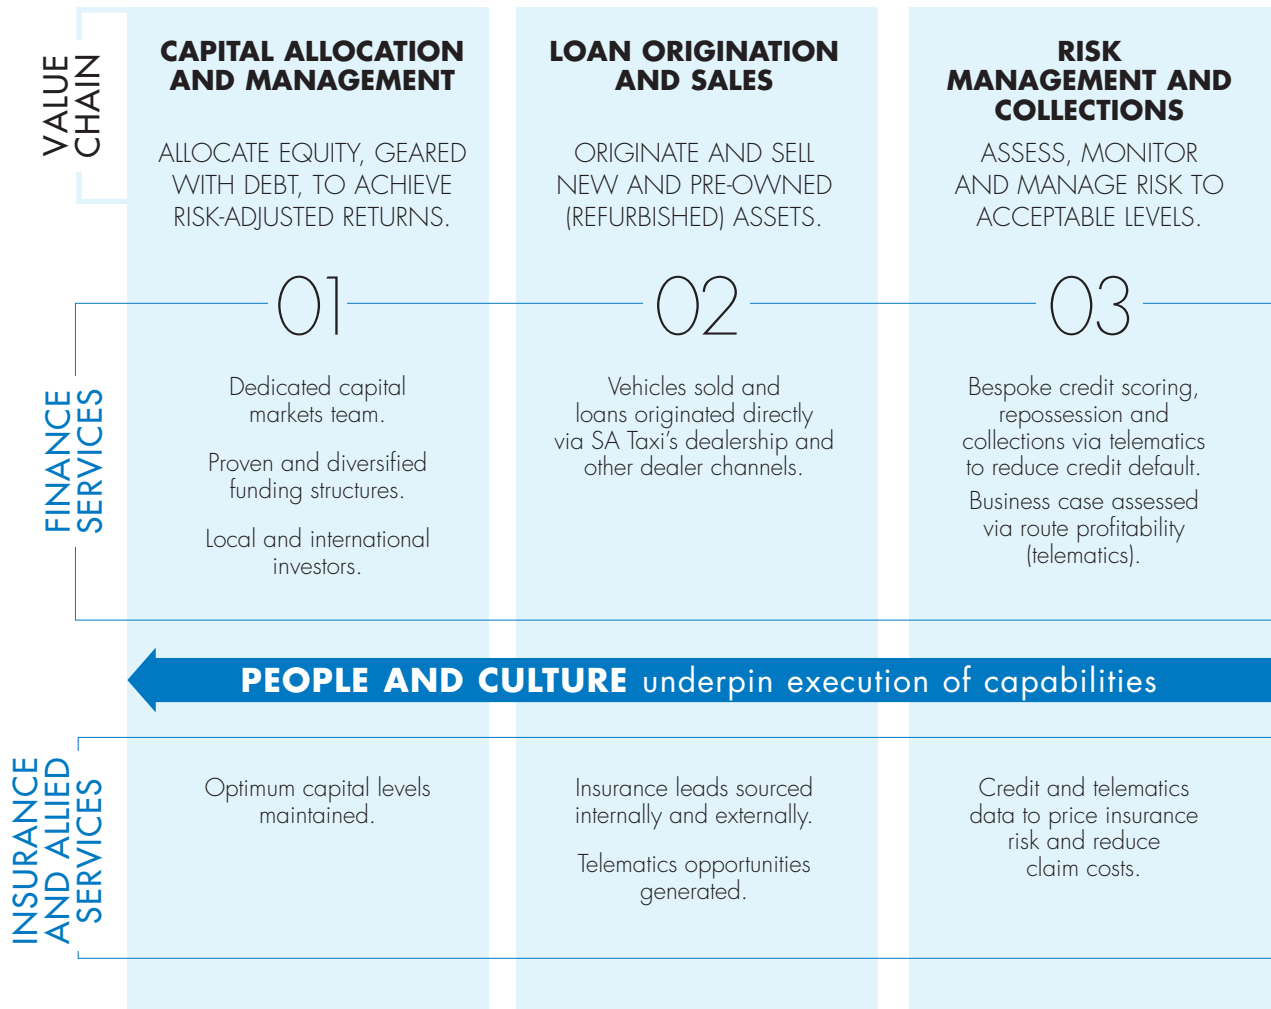 VALUE
CHAIN
CAPITAL ALLOCATION
AND MANAGEMENT
ALLOCATE EQUITY, GEARED
WITH DEBT, TO ACHIEVE
RISK-ADJUSTED RETURNS.
LOAN ORIGINATION
AND SALES
ORIGINATE AND SELL
NEW AND PRE-OWNED
(REFURBISHED) ASSETS.
RISK
MANAGEMENT AND
COLLECTIONS
ASSESS, MONITOR
AND MANAGE RISK TO
ACCEPTABLE LEVELS.
FINANCE
SERVICES
01
Dedicated capital
markets team.
Proven and diversified
funding structures.
Local and international
investors.
02
Vehicles sold and
loans originated directly
via SA Taxi’s dealership and
other dealer channels.
03
Bespoke credit scoring,
repossession and
collections via telematics
to reduce credit default.
Business case assessed
via route profitability
(telematics).
PEOPLE AND CULTURE underpin execution of capabilities
INSURANCE
AND ALLIED
SERVICES
Optimum capital levels
maintained.
Insurance leads sourced
internally and externally.
Telematics opportunities
generated.
Credit and telematics
data to price insurance
risk and reduce
claim costs.